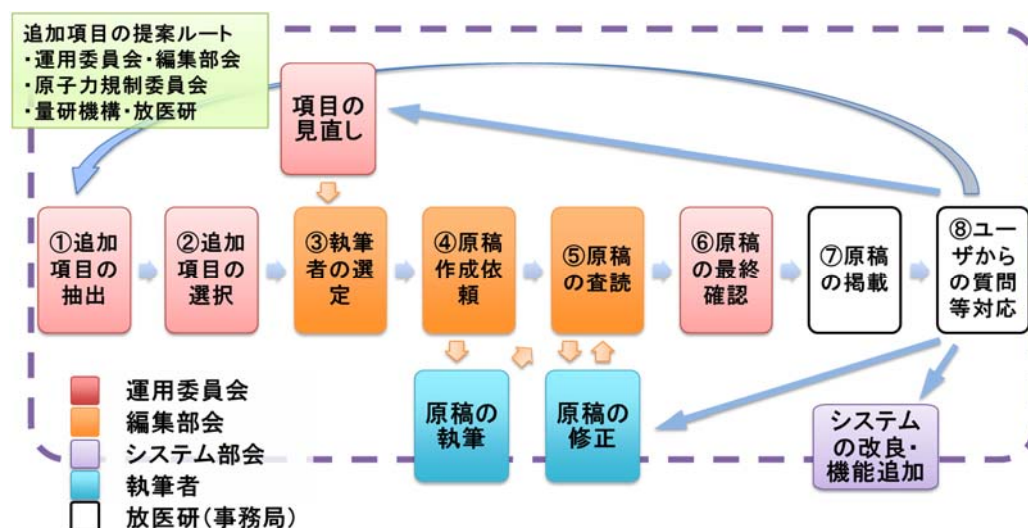 追加項目の提案ルート
・運用委員会・編集部会
・原子力規制委員会
・量研機構・放医研
項目の
見直し
①追加
項目の
抽出
②追加
項目の
選択
③執筆
者の選
定
④原稿
作成依
頼
⑤原稿
の査読
⑥原稿
の最終
確認
⑦原稿
の掲載
⑧ユー
ザから
の質問
等対応
原稿の
執筆
原稿の
修正
システム
の改良・
機能追加
運用委員会
編集部会
システム部会
執筆者
放医研(事務局)